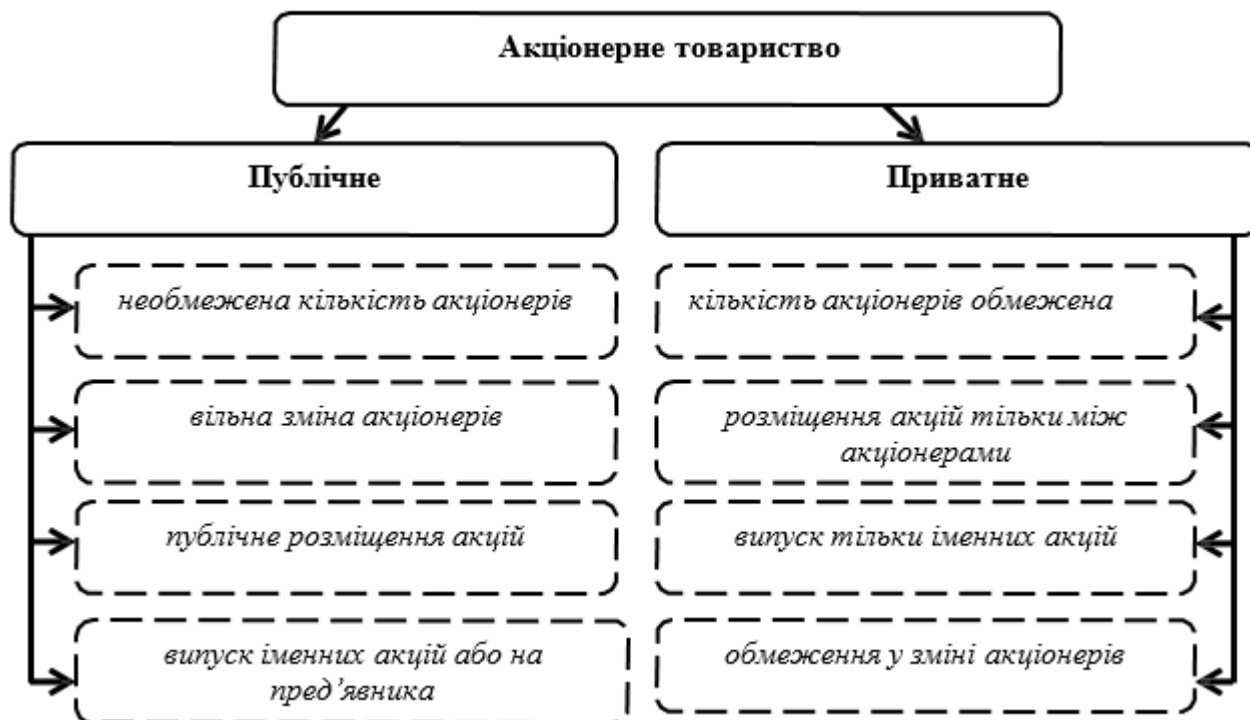 Акціонерне товариство
Публічне
необмежена кількість акціонерів
вільна зміна акціонерів
публічне розміщення акцій
випуск іменних акцій або на
пред’явника
Приватне
кількість акціонерів обмежена
розміщення акцій тільки між
акціонерами
випуск тільки іменних акцій
обмеження у зміні акціонерів